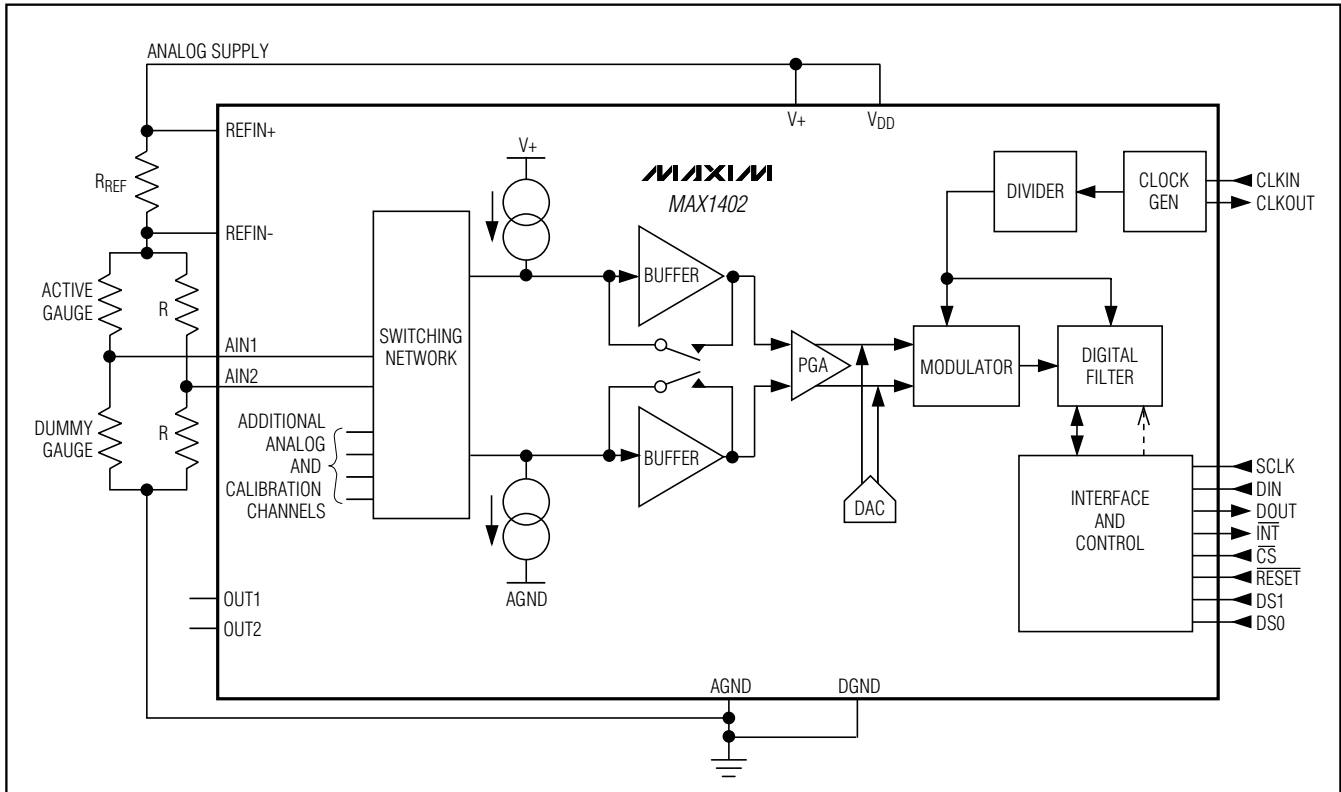 ANALOG SUPPLY
V+
VDD
REFIN+
RREF
REFIN-
V+
MAXIM
MAX1402
DIVIDER
CLOCK
GEN
CLKIN
CLKOUT
ACTIVE
GAUGE
R
SWITCHING
NETWORK
BUFFER
AIN1
AIN2
PGA
MODULATOR
DIGITAL
FILTER
DUMMY
GAUGE
R
ADDITIONAL
ANALOG
AND
CALIBRATION
CHANNELS
BUFFER
DAC
INTERFACE
AND
CONTROL
SCLK
DIN
DOUT
INT
CS
RESET
DS1
DS0
AGND
OUT1
OUT2
AGND
DGND